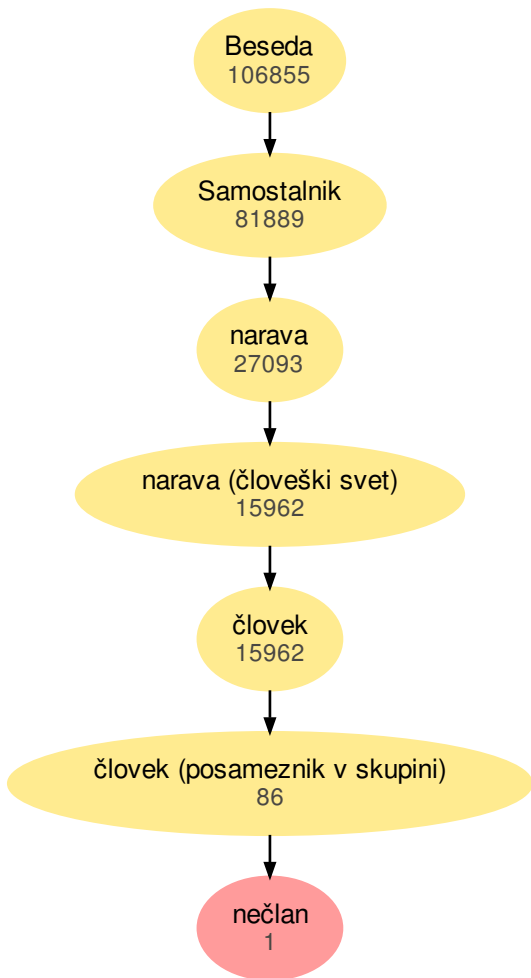 Beseda
106855
Samostalnik
81889
narava
27093
narava (človeški svet)
15962
človek
15962
človek (posameznik v skupini)
86
nečlan
1